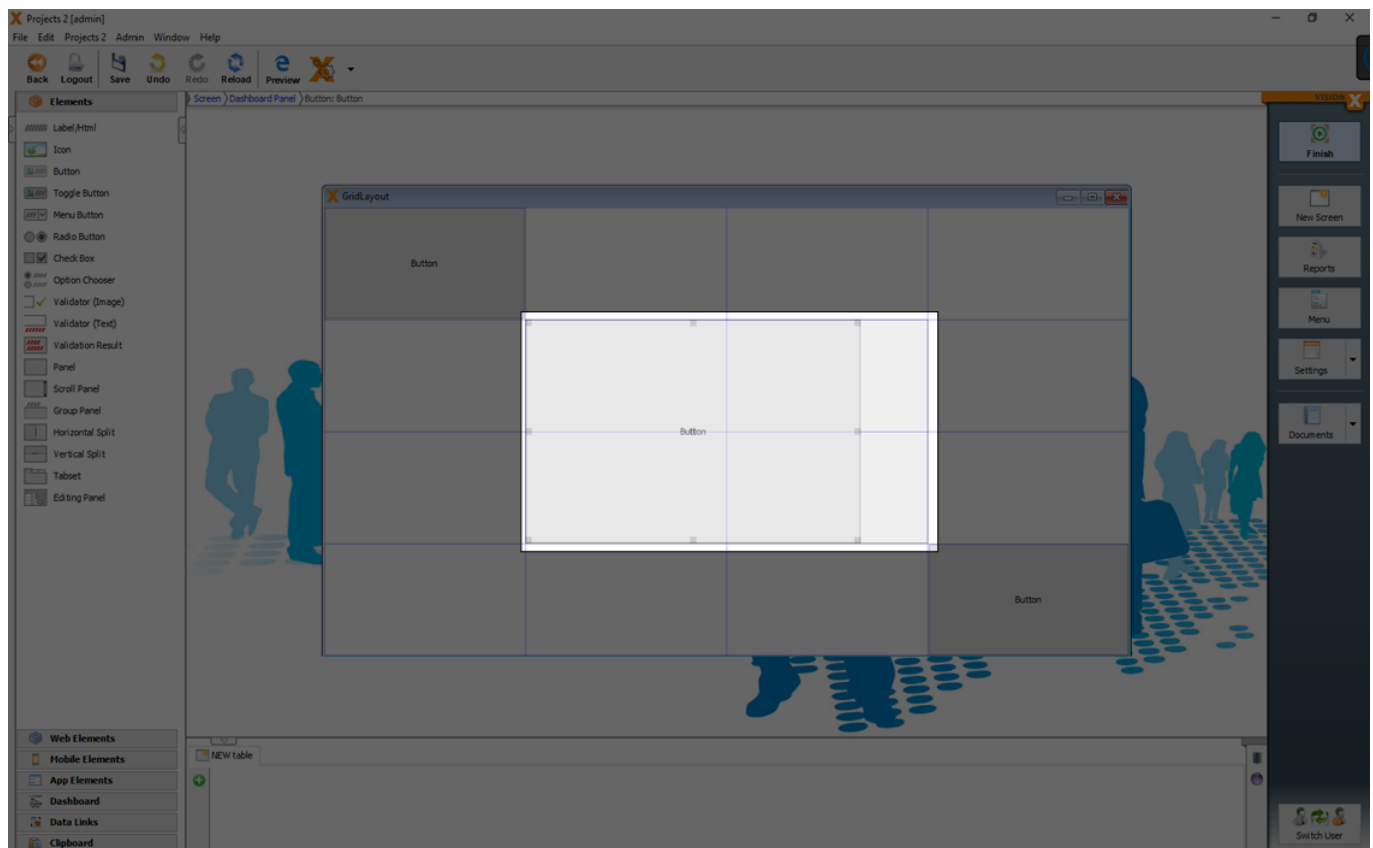 Projects 2 [admin]
File Edit Projects 2 Admin Window Help
Back Logout Save Undo Redo Reload Preview
Elements
Screen Dashboard Panel Button: Button
VISION X
Label/Html
Icon
Button
Toggle Button
Menu Button
Radio Button
Check Box
Option Chooser
Validator (Image)
Validator (Text)
Validation Result
Panel
Scroll Panel
Group Panel
Horizontal Split
Vertical Split
Tabset
Editing Panel
Web Elements
Mobile Elements
App Elements
Dashboard
Data Links
Clipboard
GridLayout
Button
Button
Button
NEW table
Finish
New Screen
Reports
Menu
Settings
Documents
Switch User